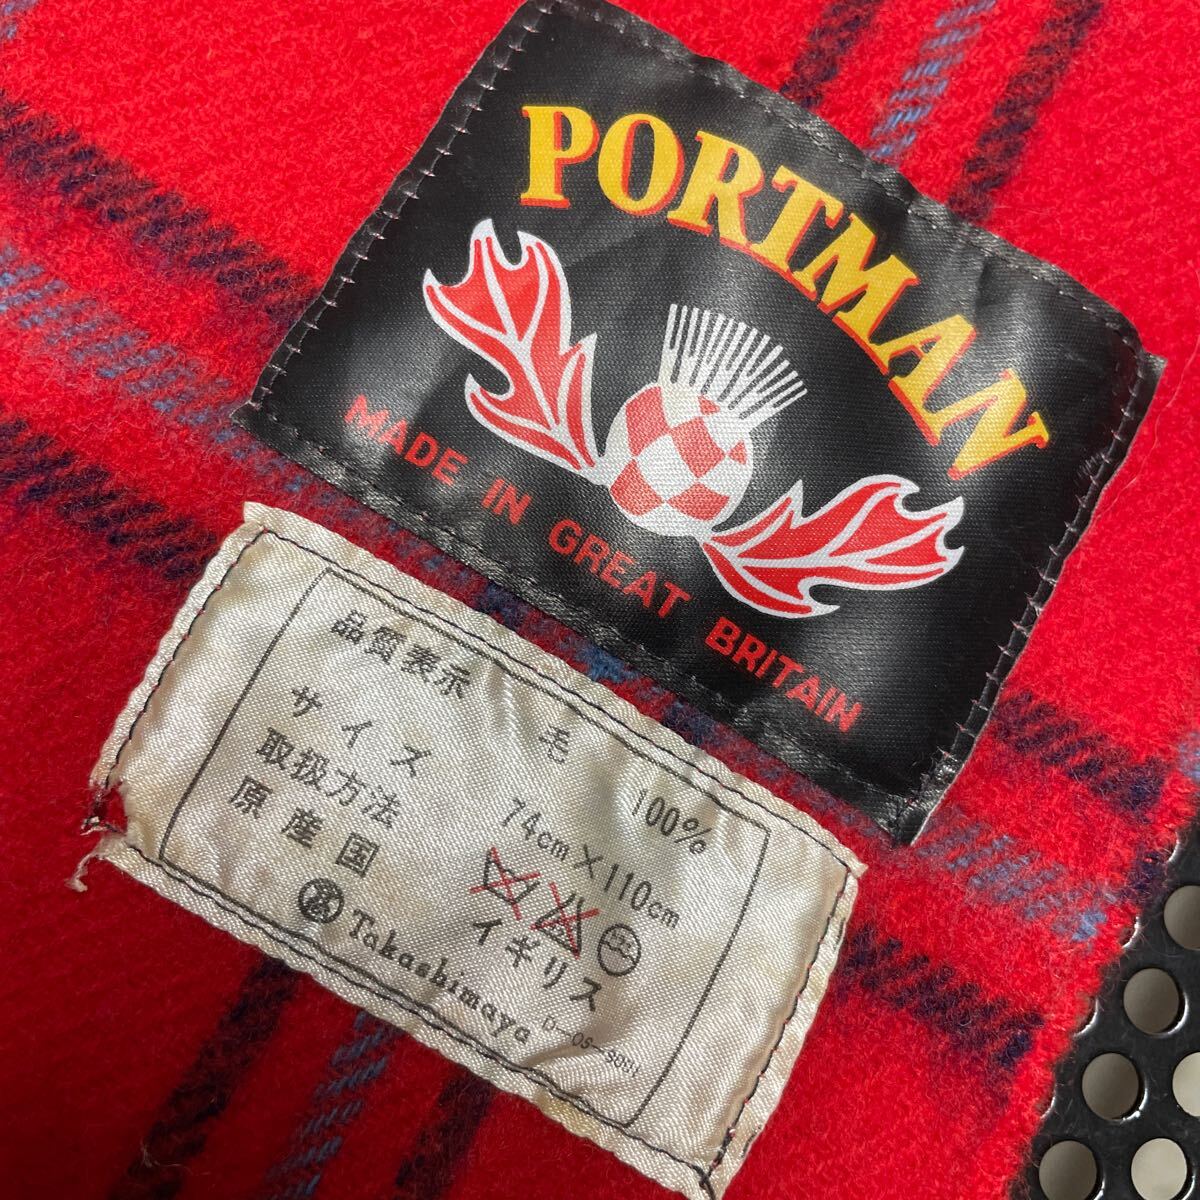 PORTMAN
MADE IN GREAT BRITAIN
品質表示 毛 100%
サイズ 74cm×110cm
取扱方法
原産国 イギリス
髙 Takashimaya